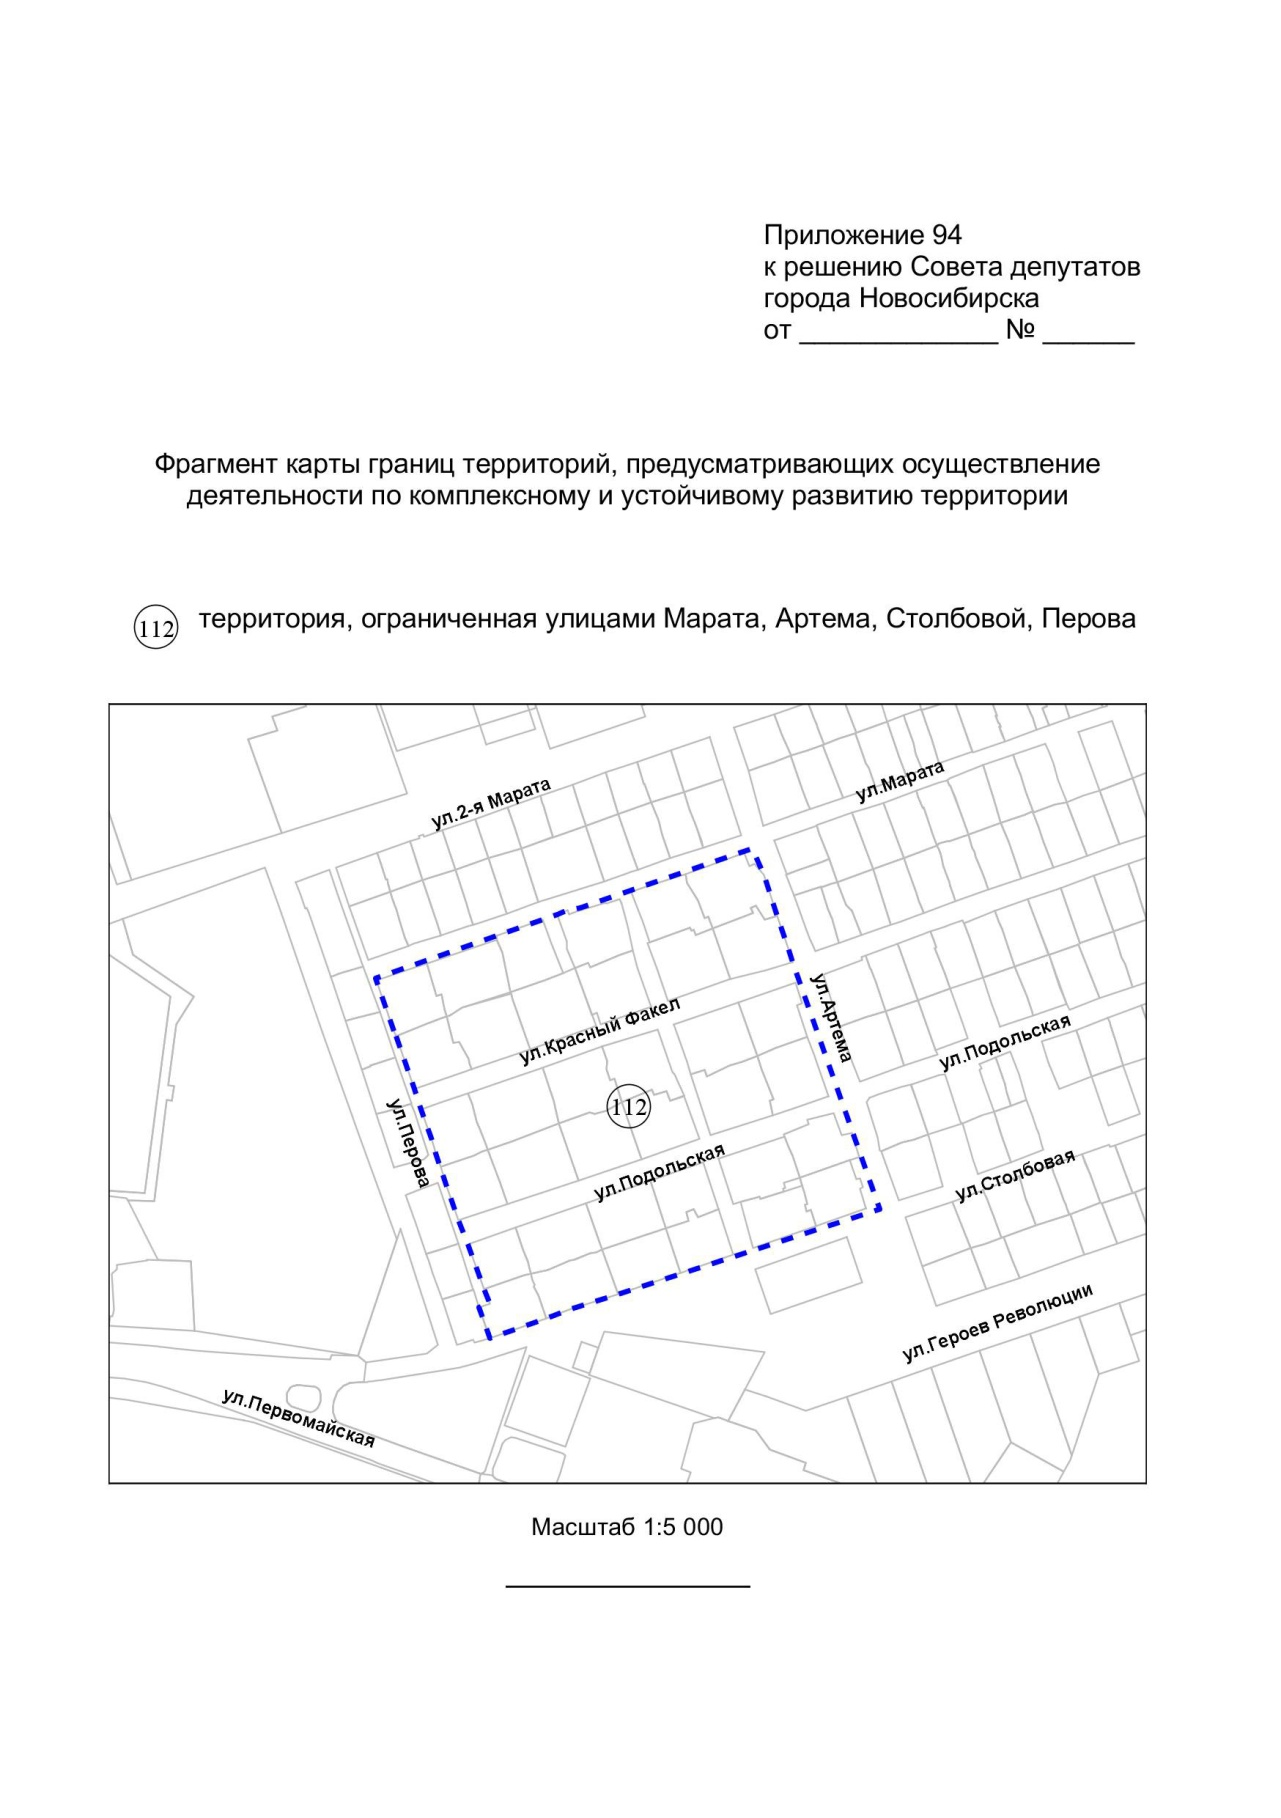 Приложение 94
к решению Совета депутатов
города Новосибирска
от _____________ № ______
Фрагмент карты границ территорий, предусматривающих осуществление
деятельности по комплексному и устойчивому развитию территории
112 территория, ограниченная улицами Марата, Артема, Столбовой, Перова
ул.Марата
ул.2-я Марата
ул.Артема
ул.Красный Факел
ул.Подольская
112
ул.Перова
ул.Подольская
ул.Столбовая
ул.Героев Революции
ул.Первомайская
Масштаб 1:5 000